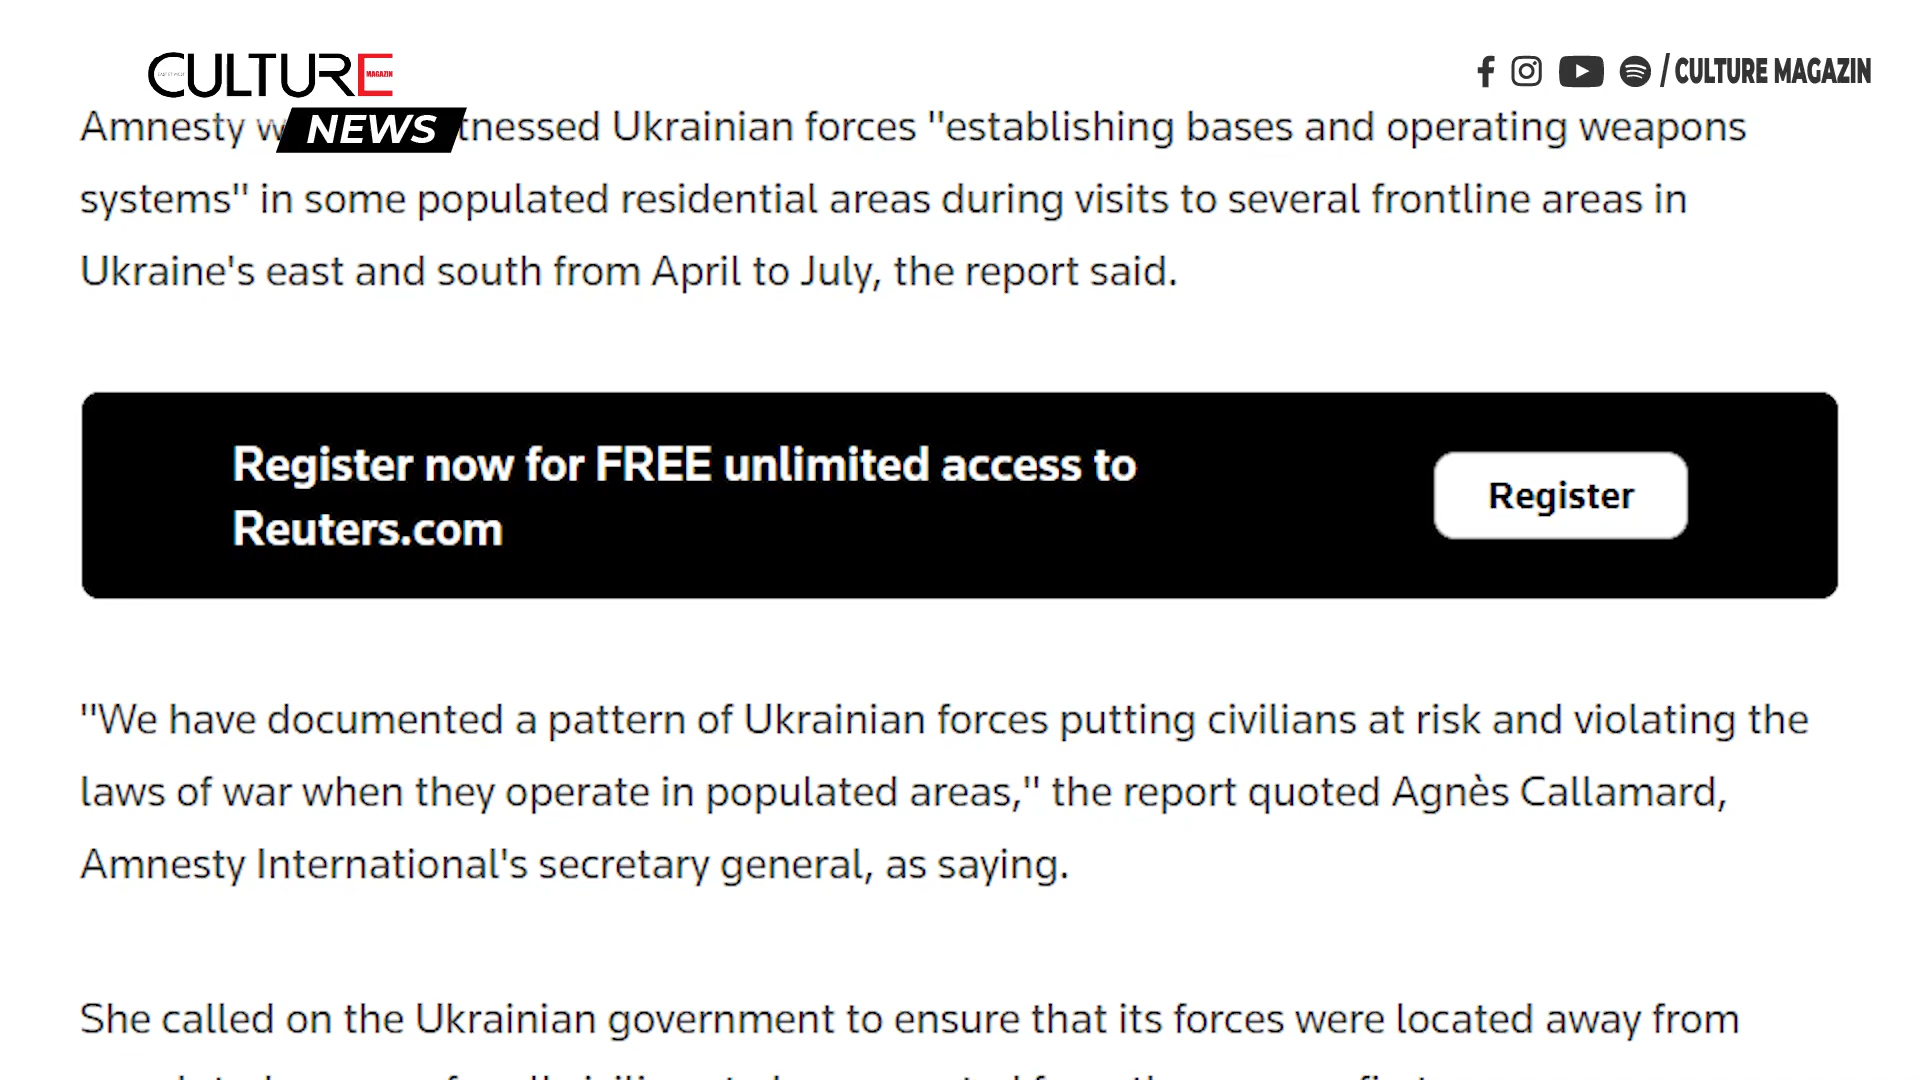 CULTURE
MAGAZIN
NEWS
/ CULTURE MAGAZIN
Amnesty w tnessed Ukrainian forces "establishing bases and operating weapons
systems" in some populated residential areas during visits to several frontline areas in
Ukraine's east and south from April to July, the report said.
Register now for FREE unlimited access to
Reuters.com
Register
"We have documented a pattern of Ukrainian forces putting civilians at risk and violating the
laws of war when they operate in populated areas," the report quoted Agnès Callamard,
Amnesty International's secretary general, as saying.
She called on the Ukrainian government to ensure that its forces were located away from